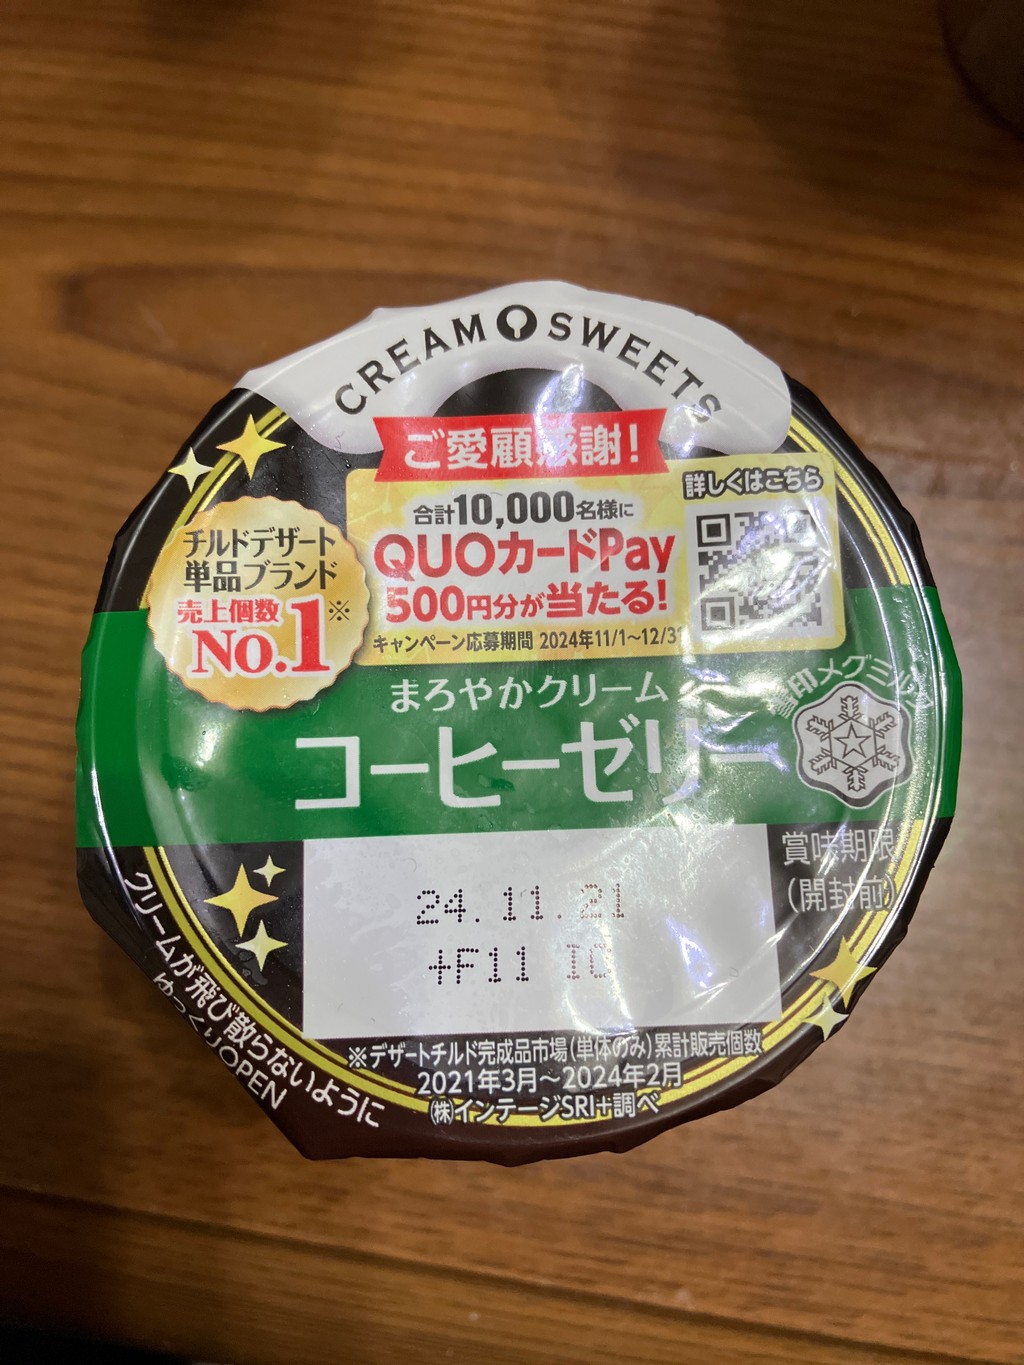 CREAM SWEETS
ご愛顧感謝!
合計10,000名様に
QUOカードPay
500円分が当たる!
キャンペーン応募期間 2024年11/1~12/31
詳しくはこちら
チルドデザート
単品ブランド
売上個数※
No.1
まろやかクリーム
コーヒーゼリー
雪印メグミルク
賞味期限
(開封前)
24.11.21
+F11
クリームが飛び散らないように
ゆっくりOPEN
※デザートチルド完成品市場(単体のみ)累計販売個数
2021年3月~2024年2月
㈱インテージSRI+調べ